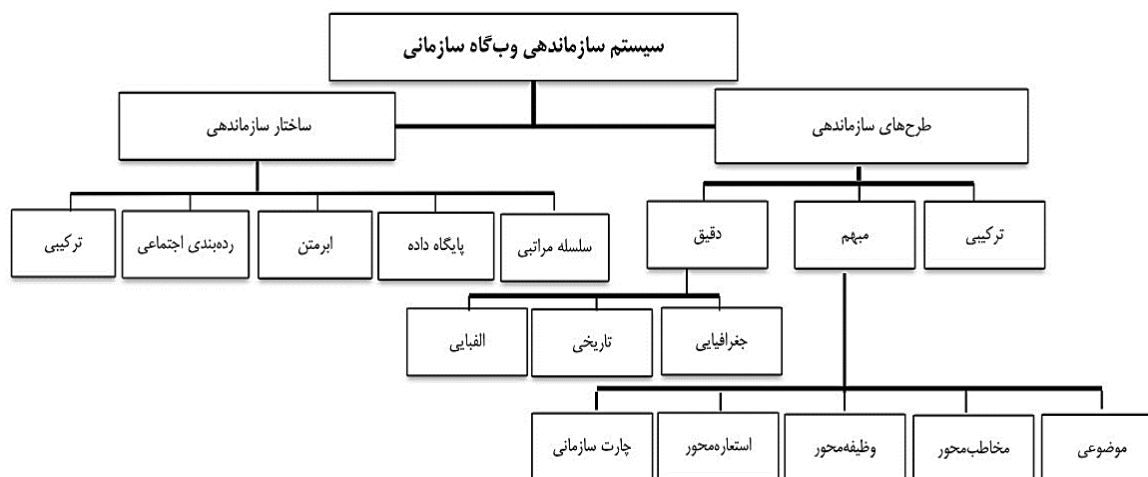 سیستم سازماندهی وب‌گاه سازمانی
طرح‌های سازماندهی
ساختار سازماندهی
ترکیبی
مبهم
دقیق
سلسله مراتبی
پایگاه داده
ابرمتن
رده‌بندی اجتماعی
ترکیبی
جغرافیایی
تاریخی
الفبایی
موضوعی
مخاطب‌محور
وظیفه‌محور
استعاره‌محور
چارت سازمانی